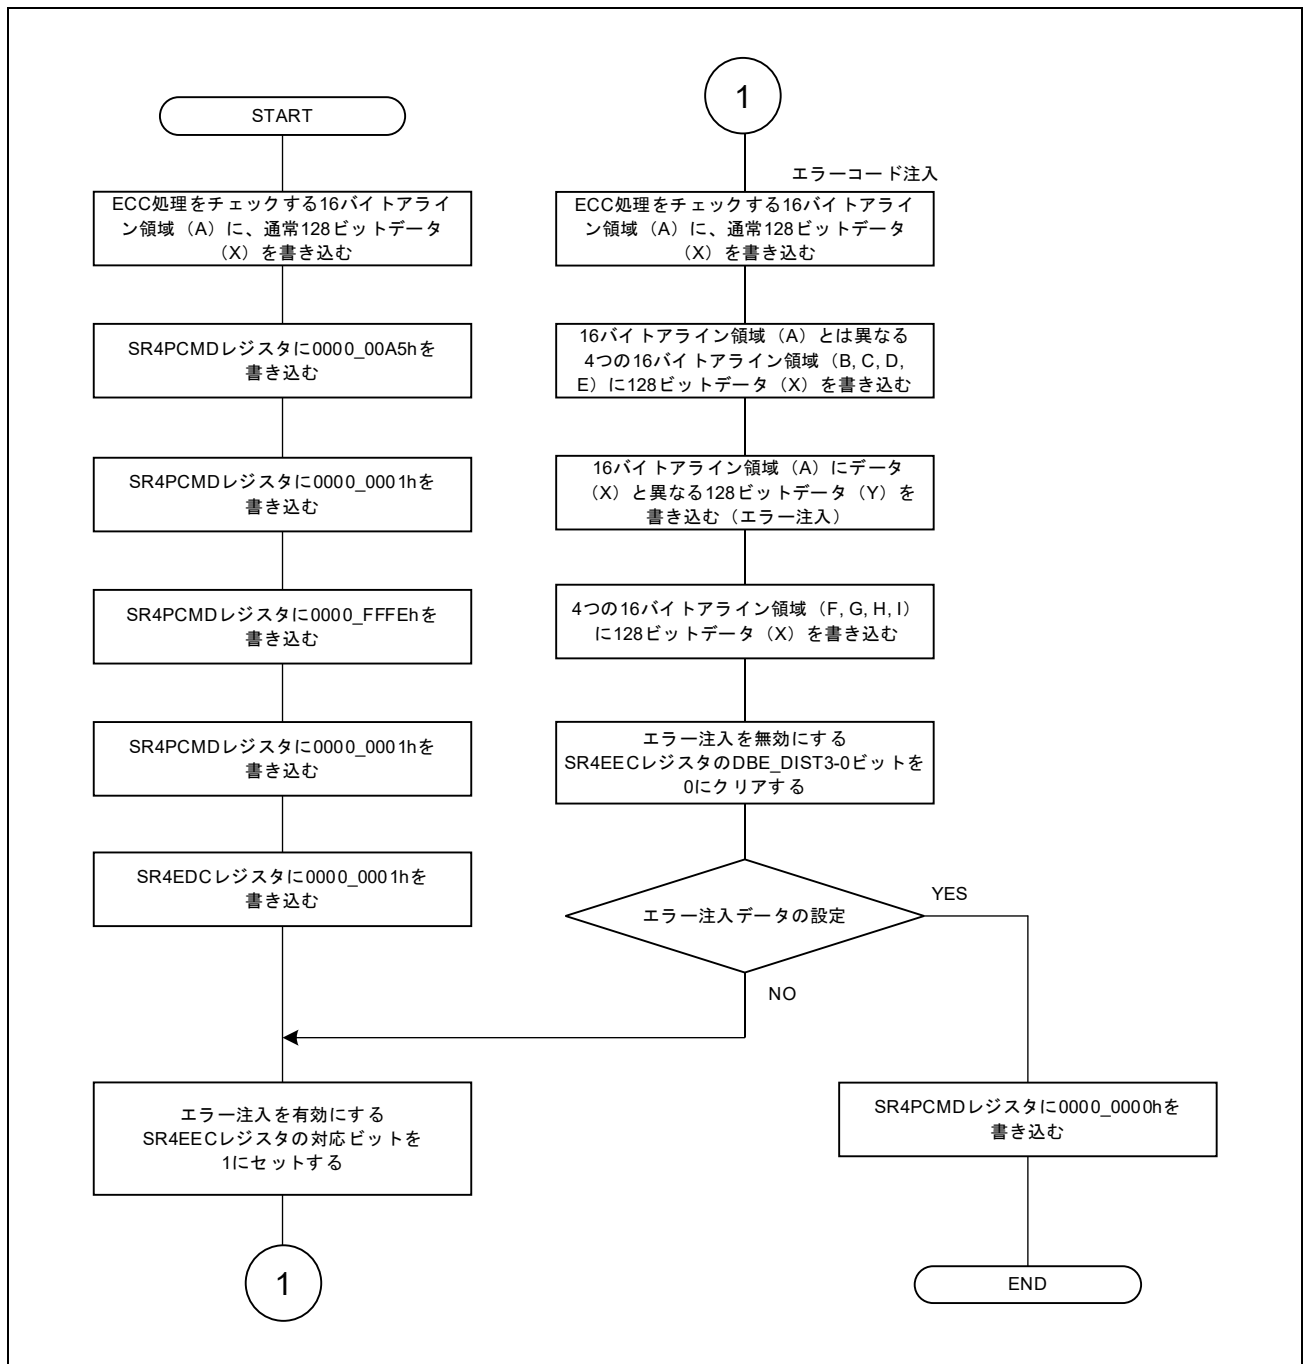 START
ECC処理をチェックする16バイトアライ
ン領域（A）に、通常128ビットデータ
（X）を書き込む
SR4PCMDレジスタに0000_00A5hを
書き込む
SR4PCMDレジスタに0000_0001hを
書き込む
SR4PCMDレジスタに0000_FFFEhを
書き込む
SR4PCMDレジスタに0000_0001hを
書き込む
SR4EDCレジスタに0000_0001hを
書き込む
エラー注入を有効にする
SR4EECレジスタの対応ビットを
1にセットする
1
1
エラーコード注入
ECC処理をチェックする16バイトアライ
ン領域（A）に、通常128ビットデータ
（X）を書き込む
16バイトアライン領域（A）とは異なる
4つの16バイトアライン領域（B, C, D,
E）に128ビットデータ（X）を書き込む
16バイトアライン領域（A）にデータ
（X）と異なる128ビットデータ（Y）を
書き込む（エラー注入）
4つの16バイトアライン領域（F, G, H, I）
に128ビットデータ（X）を書き込む
エラー注入を無効にする
SR4EECレジスタのDBE_DIST3-0ビットを
0にクリアする
エラー注入データの設定
YES
NO
SR4PCMDレジスタに0000_0000hを
書き込む
END